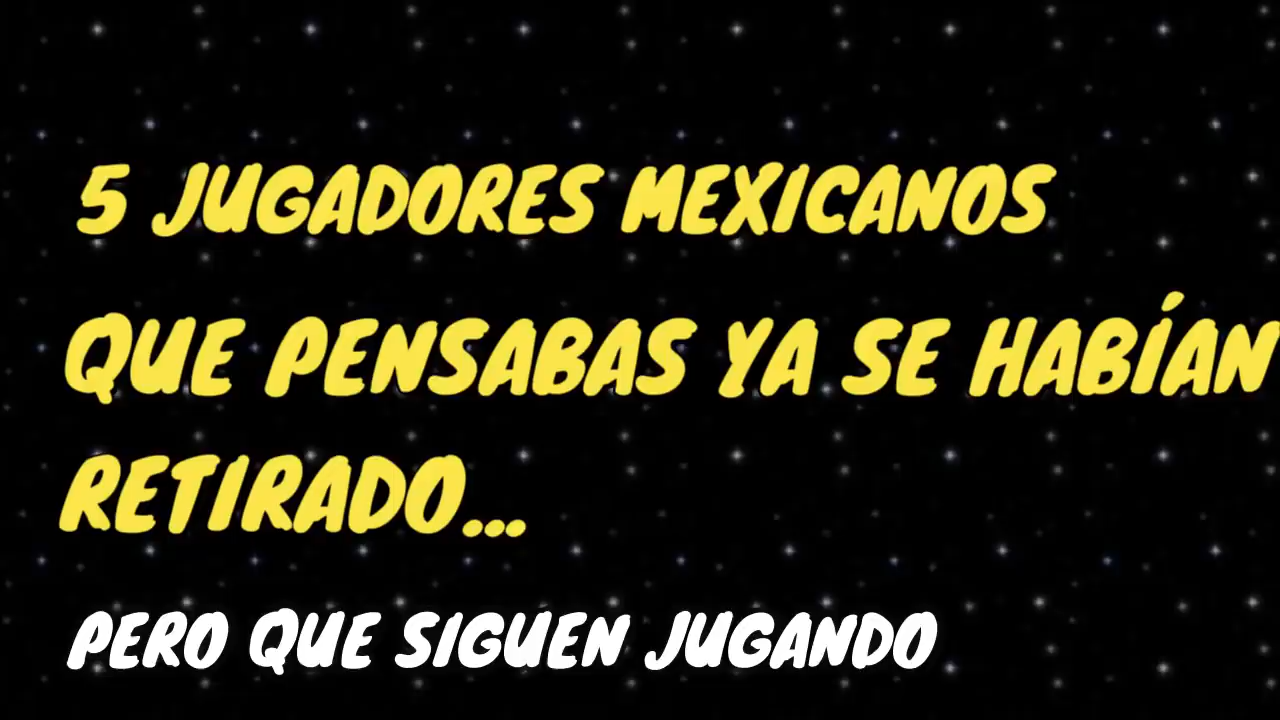 5 JUGADORES MEXICANOS
QUE PENSABAS YA SE HABÍAN
RETIRADO...
PERO QUE SIGUEN JUGANDO